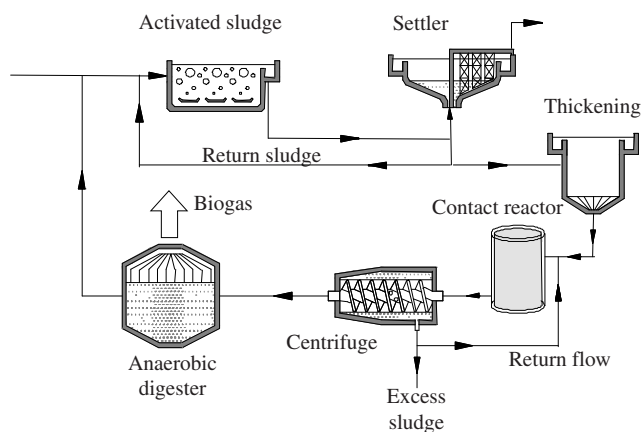 Activated sludge
Settler
Thickening
Return sludge
Biogas
Contact reactor
Centrifuge
Return flow
Anaerobic
digester
Excess
sludge